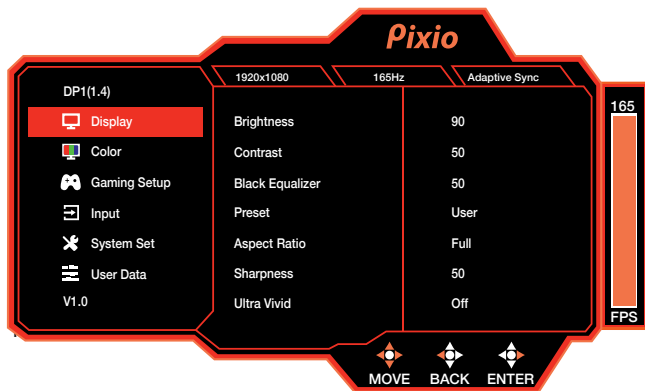 Pixio
1920x1080 165Hz Adaptive Sync
DP1(1.4)
165
Display
Brightness 90
Color
Contrast 50
Gaming Setup
Black Equalizer 50
Input
Preset User
System Set
Aspect Ratio Full
User Data
Sharpness 50
V1.0
Ultra Vivid Off
FPS
MOVE BACK ENTER